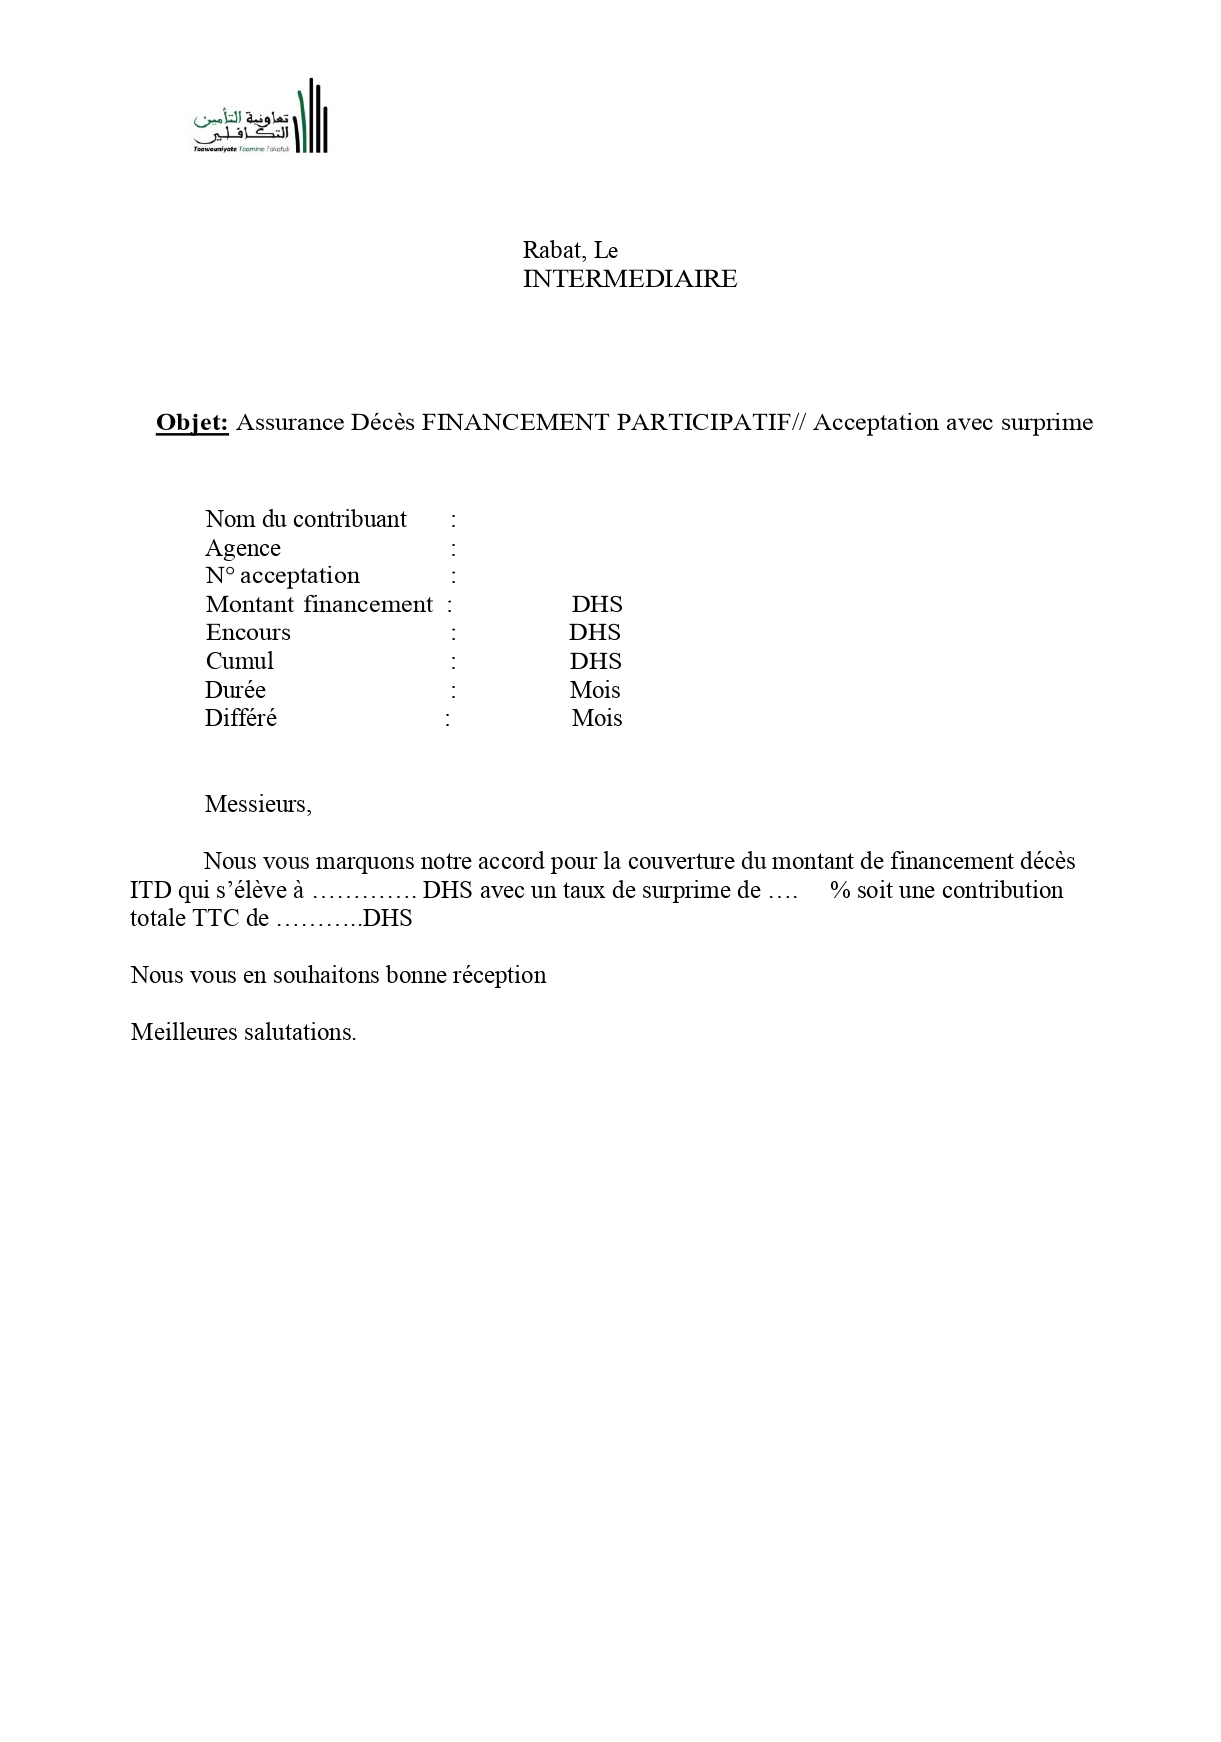 تعاونية التأمين
التكافلي
Taawouniyate Taamine Takafuli
Rabat, Le
INTERMEDIAIRE
Objet: Assurance Décès FINANCEMENT PARTICIPATIF// Acceptation avec surprime
Nom du contribuant :
Agence :
N° acceptation :
Montant financement : DHS
Encours : DHS
Cumul : DHS
Durée : Mois
Différé : Mois
Messieurs,
Nous vous marquons notre accord pour la couverture du montant de financement décès
ITD qui s’élève à …………. DHS avec un taux de surprime de …. % soit une contribution
totale TTC de ………..DHS
Nous vous en souhaitons bonne réception
Meilleures salutations.